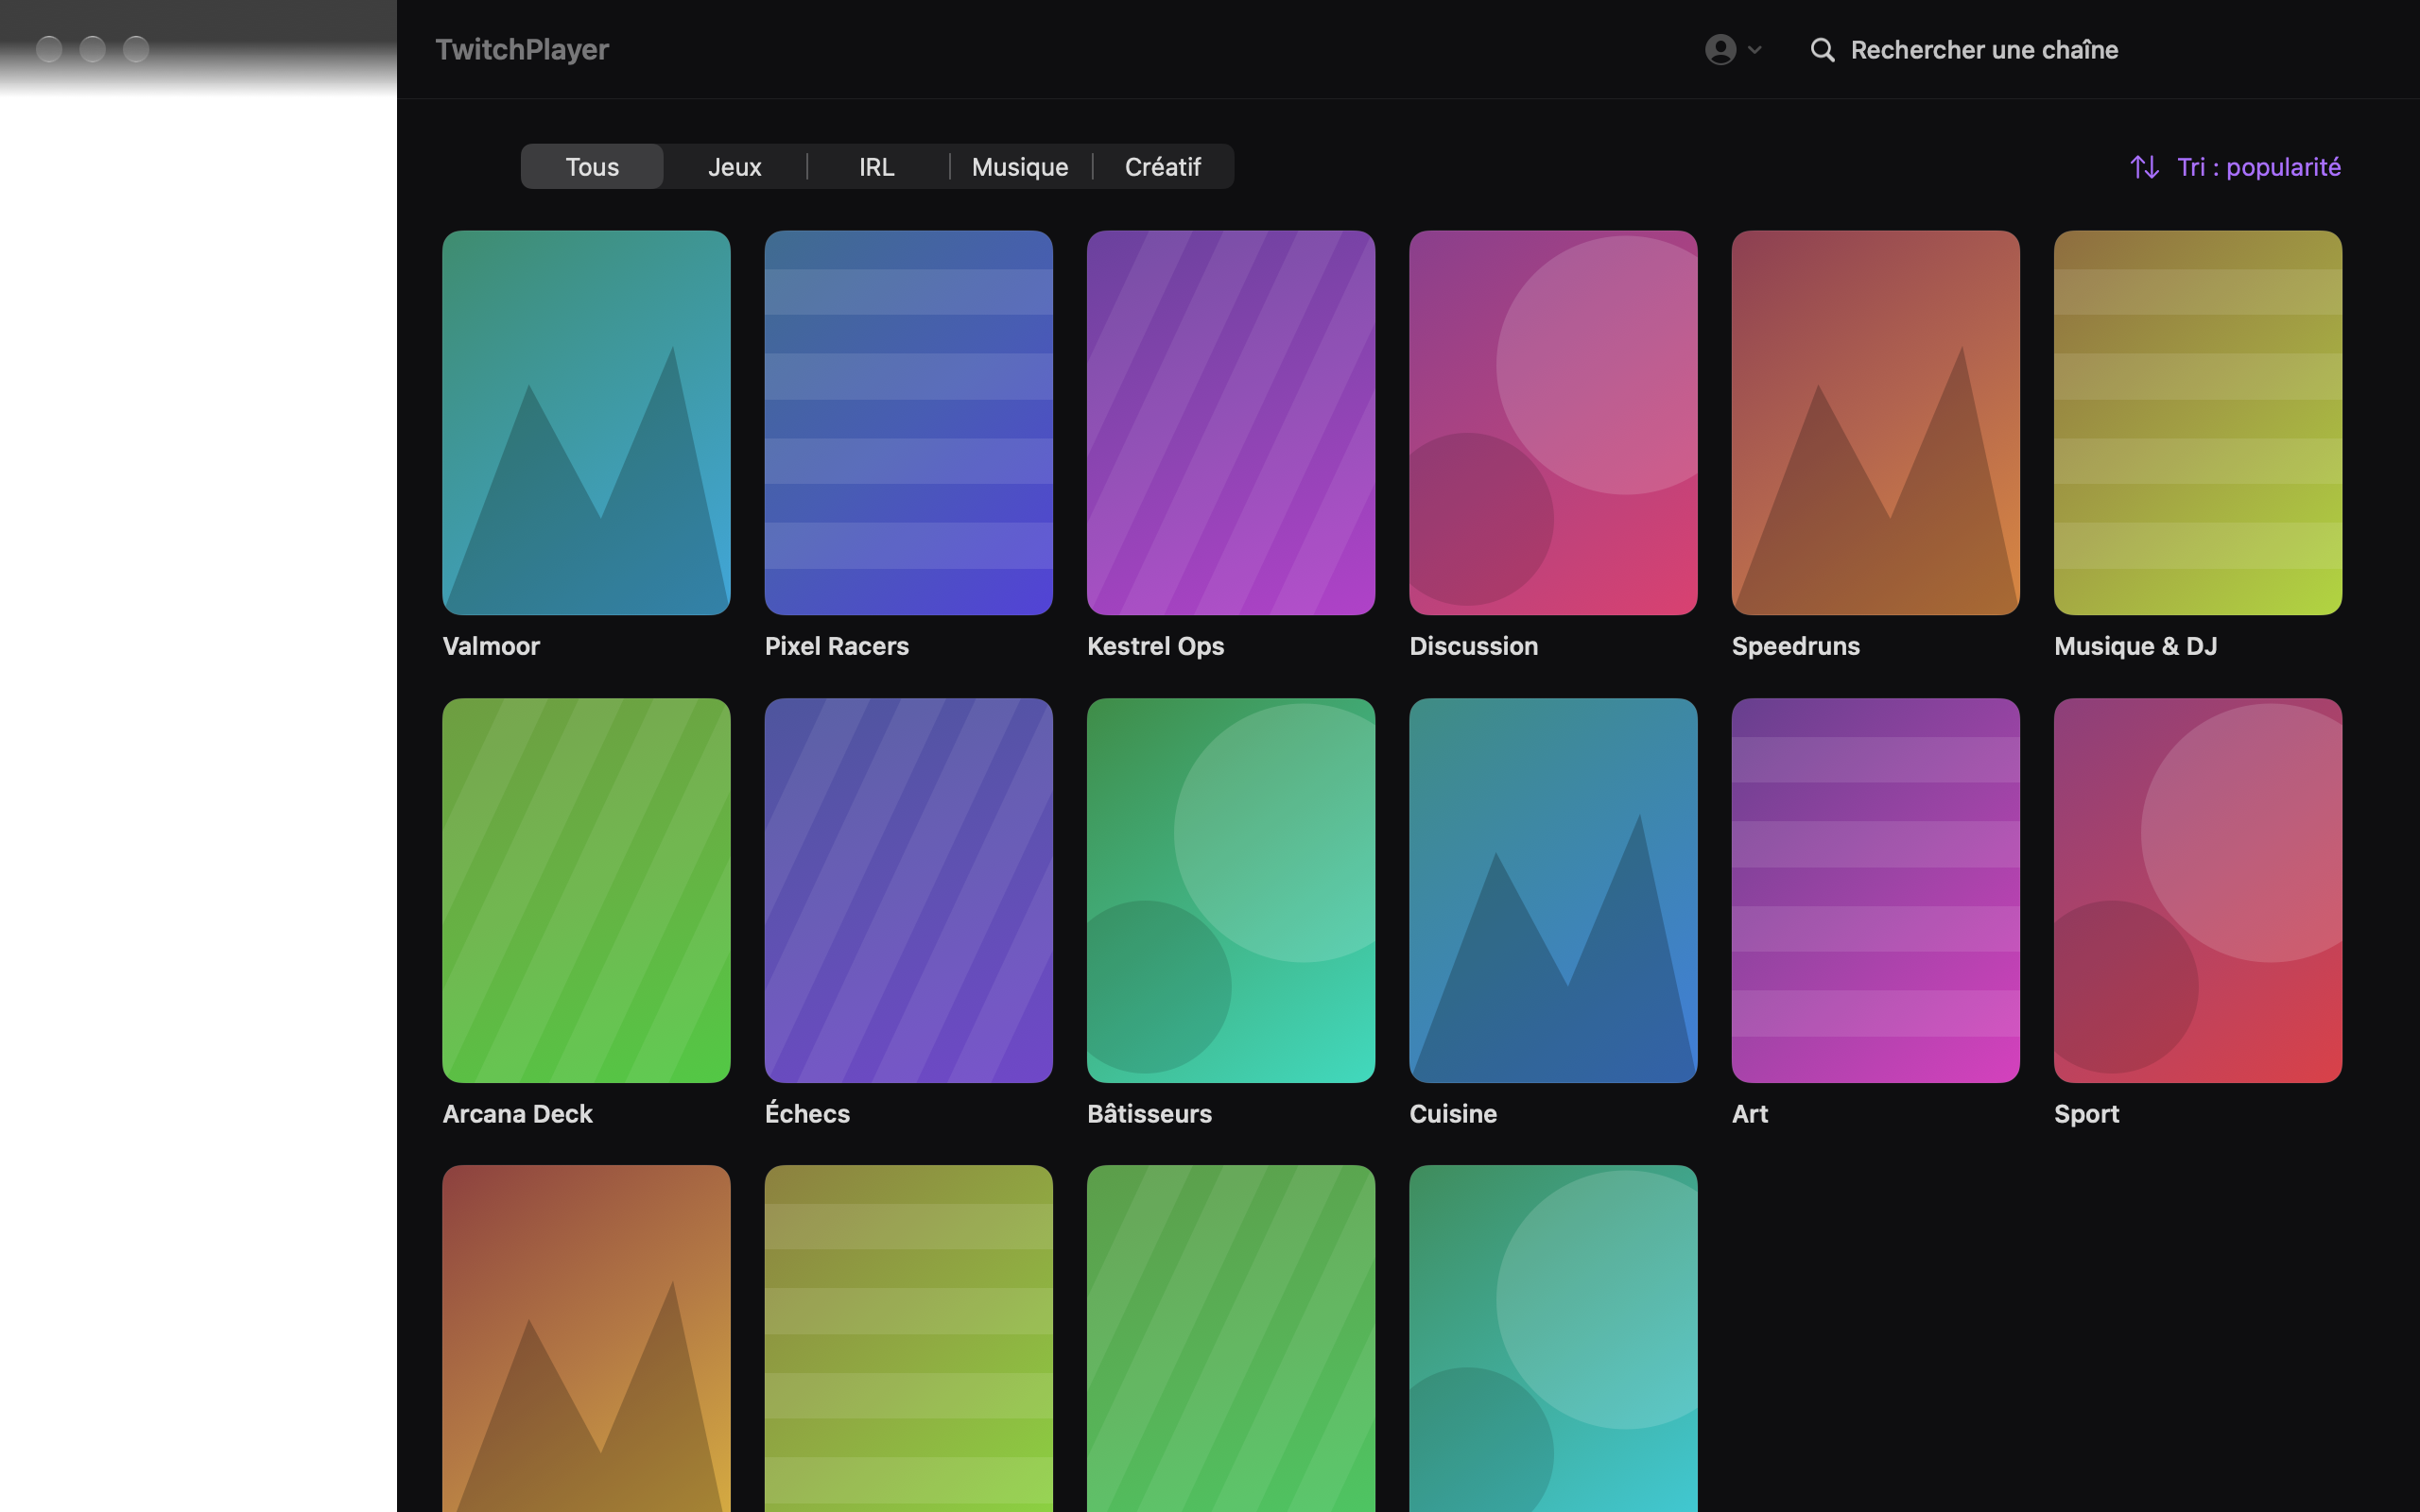 TwitchPlayer
Rechercher une chaîne
Tous
Jeux
IRL
Musique
Créatif
Tri : popularité
Valmoor
Pixel Racers
Kestrel Ops
Discussion
Speedruns
Musique & DJ
Arcana Deck
Échecs
Bâtisseurs
Cuisine
Art
Sport